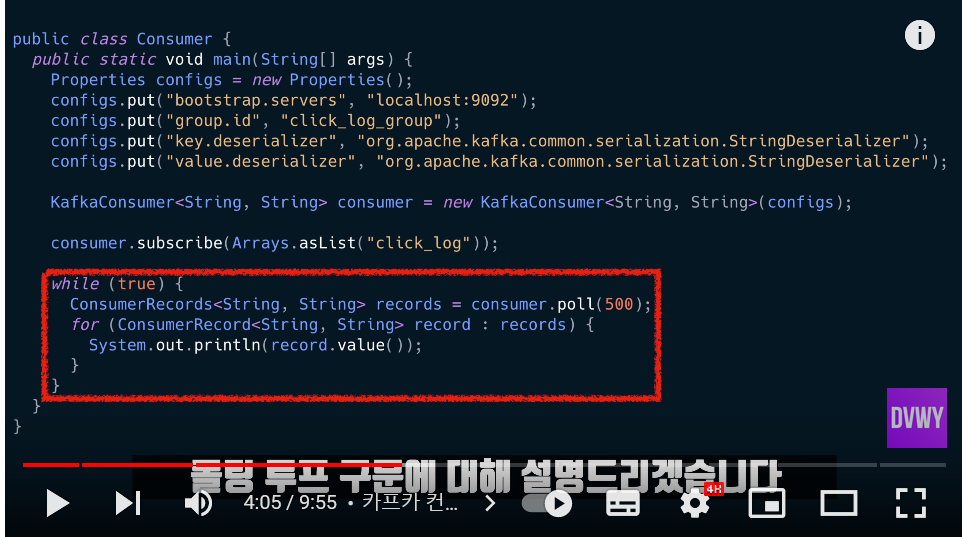 public class Consumer {
public static void main(String[] args) {
Properties configs = new Properties();
configs.put("bootstrap.servers", "localhost:9092");
configs.put("group.id", "click_log_group");
configs.put("key.deserializer", "org.apache.kafka.common.serialization.StringDeserializer");
configs.put("value.deserializer", "org.apache.kafka.common.serialization.StringDeserializer");
KafkaConsumer<String, String> consumer = new KafkaConsumer<String, String>(configs);
consumer.subscribe(Arrays.asList("click_log"));
while (true) {
ConsumerRecords<String, String> records = consumer.poll(500);
for (ConsumerRecord<String, String> record : records) {
System.out.println(record.value());
}
}
}
}
DVWY
폴링 루프 구문에 대해 설명드리겠습니다
4:05 / 9:55 • 카프카 컨...
4K